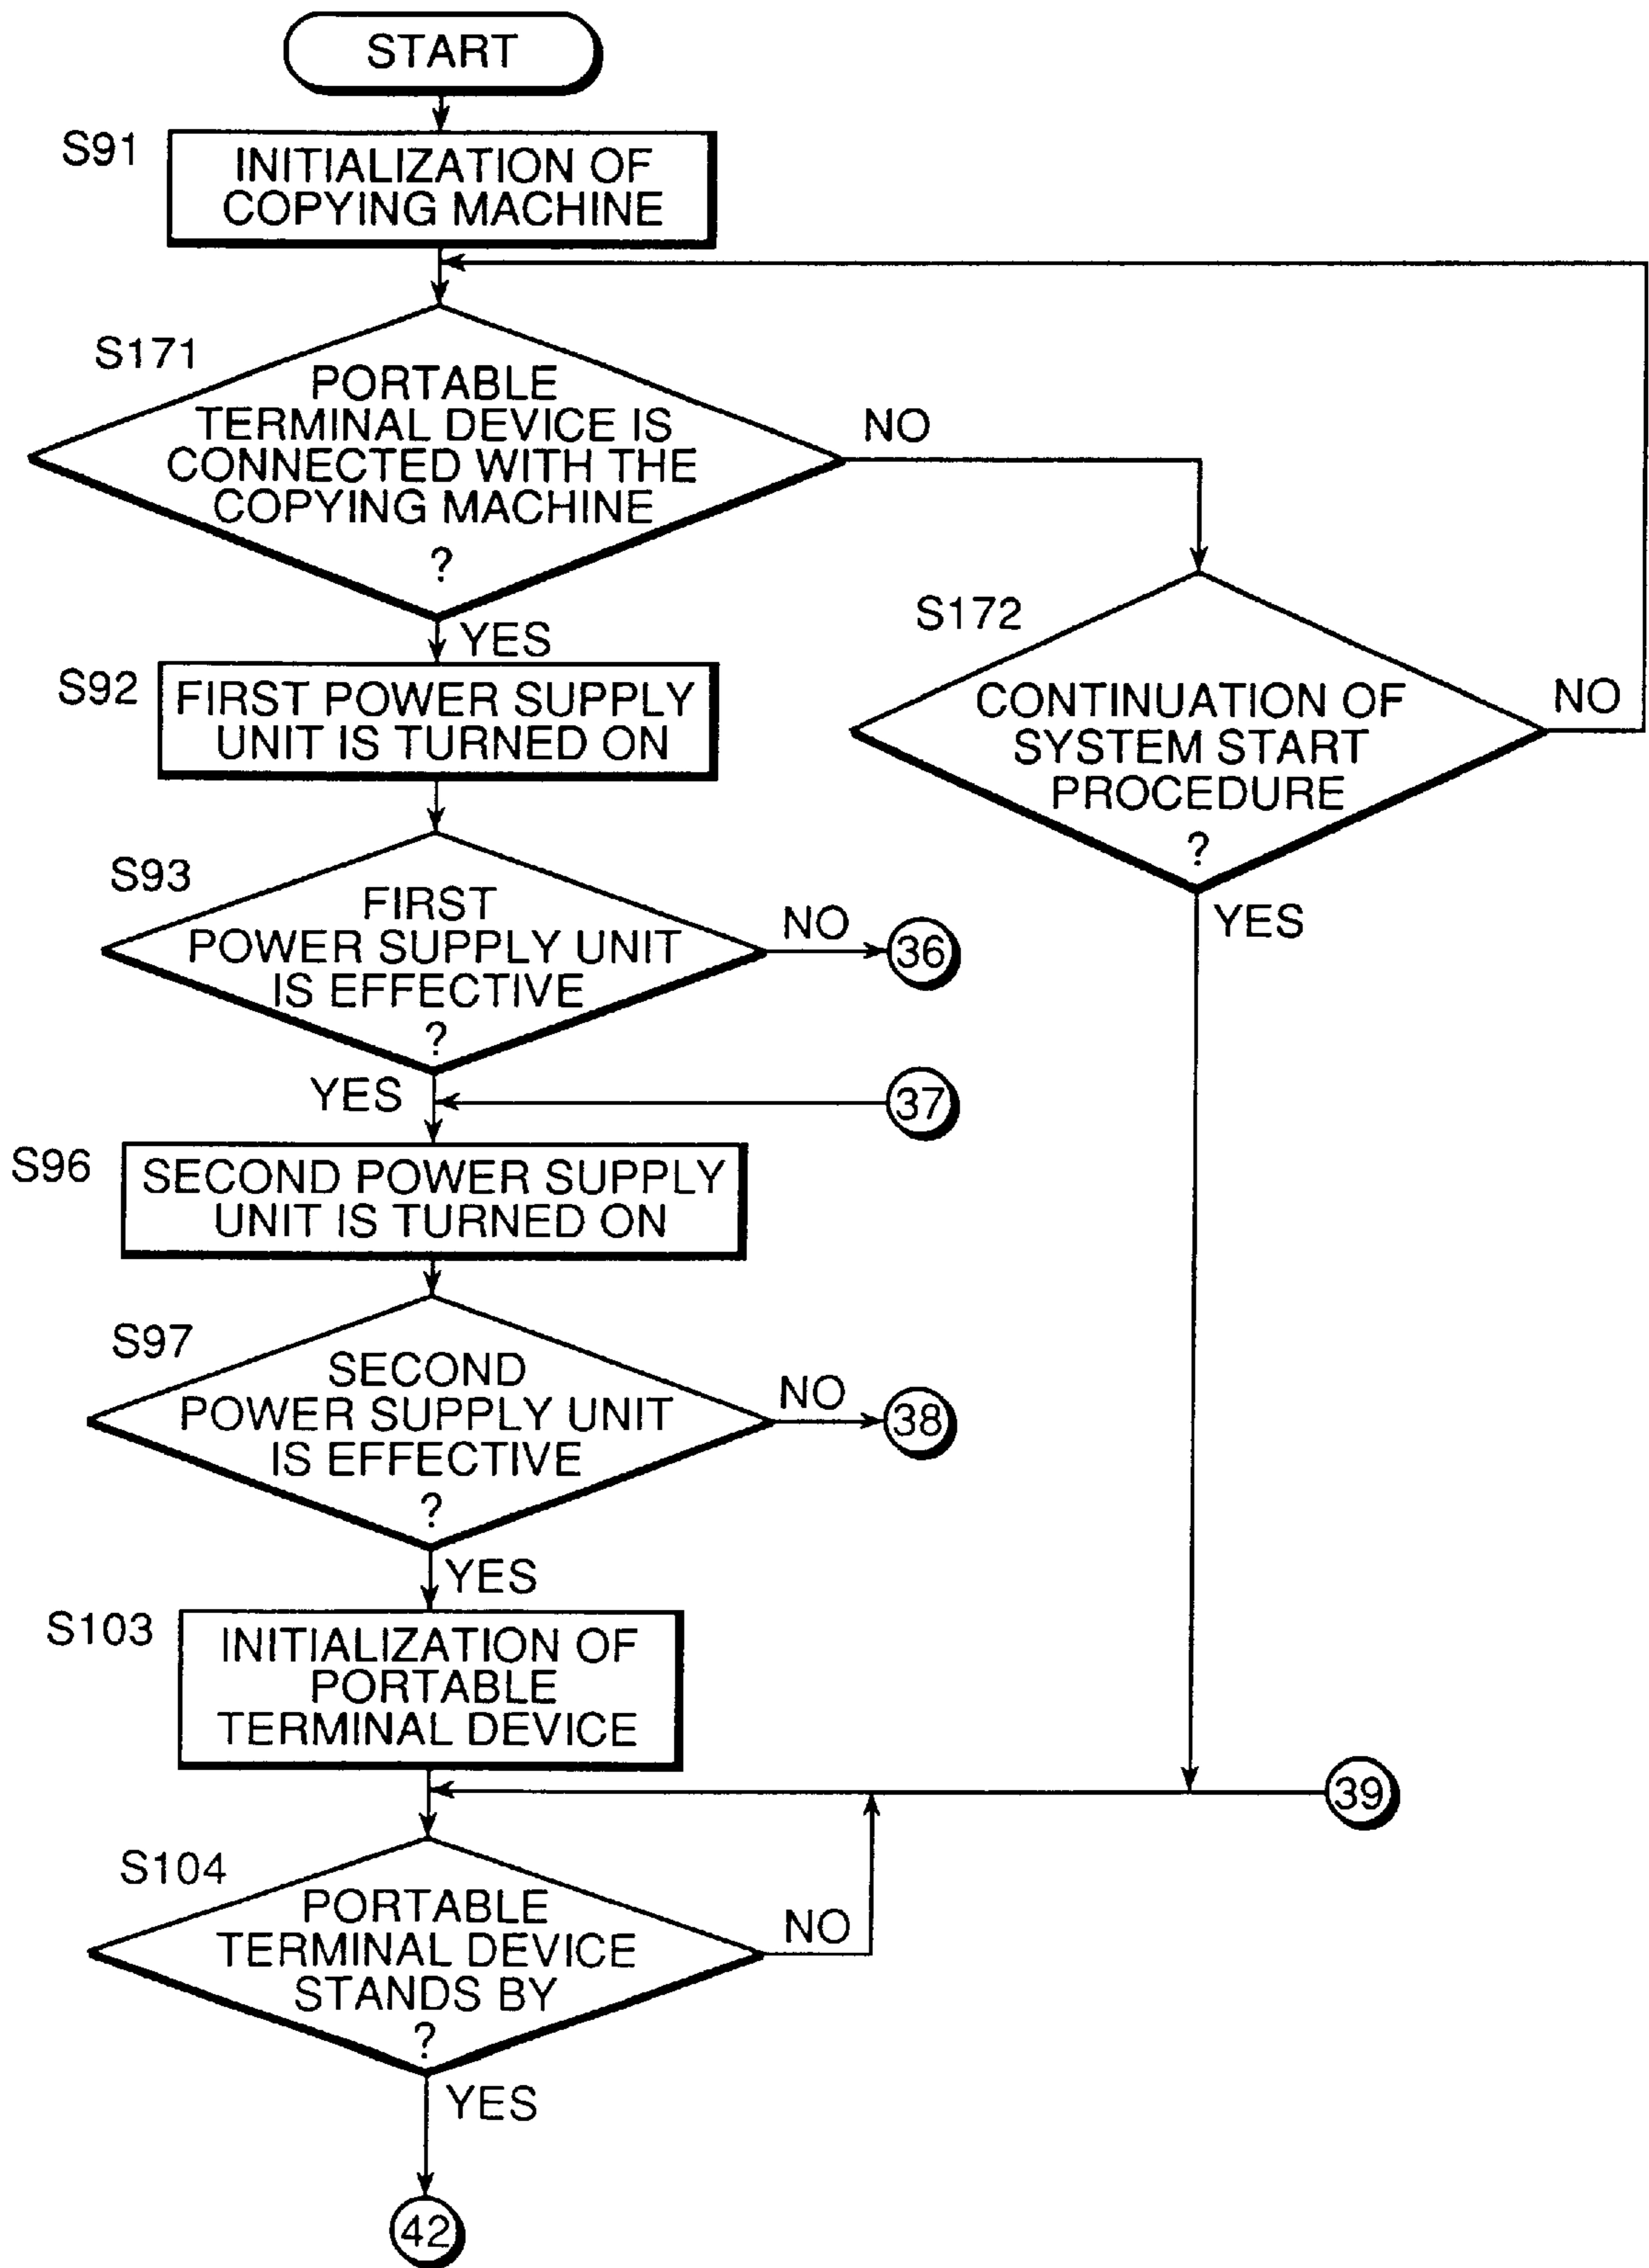 START
S91
INITIALIZATION OF
COPYING MACHINE
S171
PORTABLE
TERMINAL DEVICE IS
CONNECTED WITH THE
COPYING MACHINE
?
NO
YES
S172
CONTINUATION OF
SYSTEM START
PROCEDURE
?
NO
YES
S92
FIRST POWER SUPPLY
UNIT IS TURNED ON
S93
FIRST
POWER SUPPLY UNIT
IS EFFECTIVE
?
NO
36
YES
37
S96
SECOND POWER SUPPLY
UNIT IS TURNED ON
S97
SECOND
POWER SUPPLY UNIT
IS EFFECTIVE
?
NO
38
YES
S103
INITIALIZATION OF
PORTABLE
TERMINAL DEVICE
39
S104
PORTABLE
TERMINAL DEVICE
STANDS BY
?
NO
YES
42